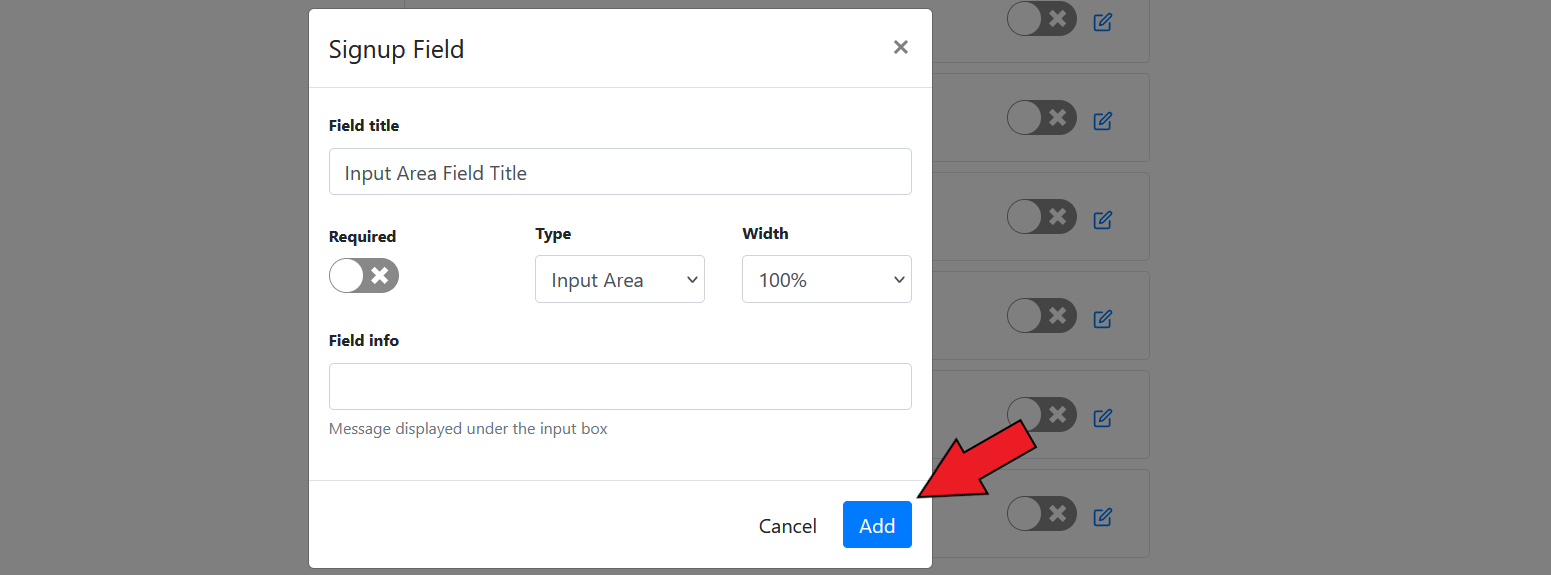 Signup Field
Field title
Input Area Field Title
Required
Type
Width
Input Area
100%
Field info
Message displayed under the input box
Cancel
Add